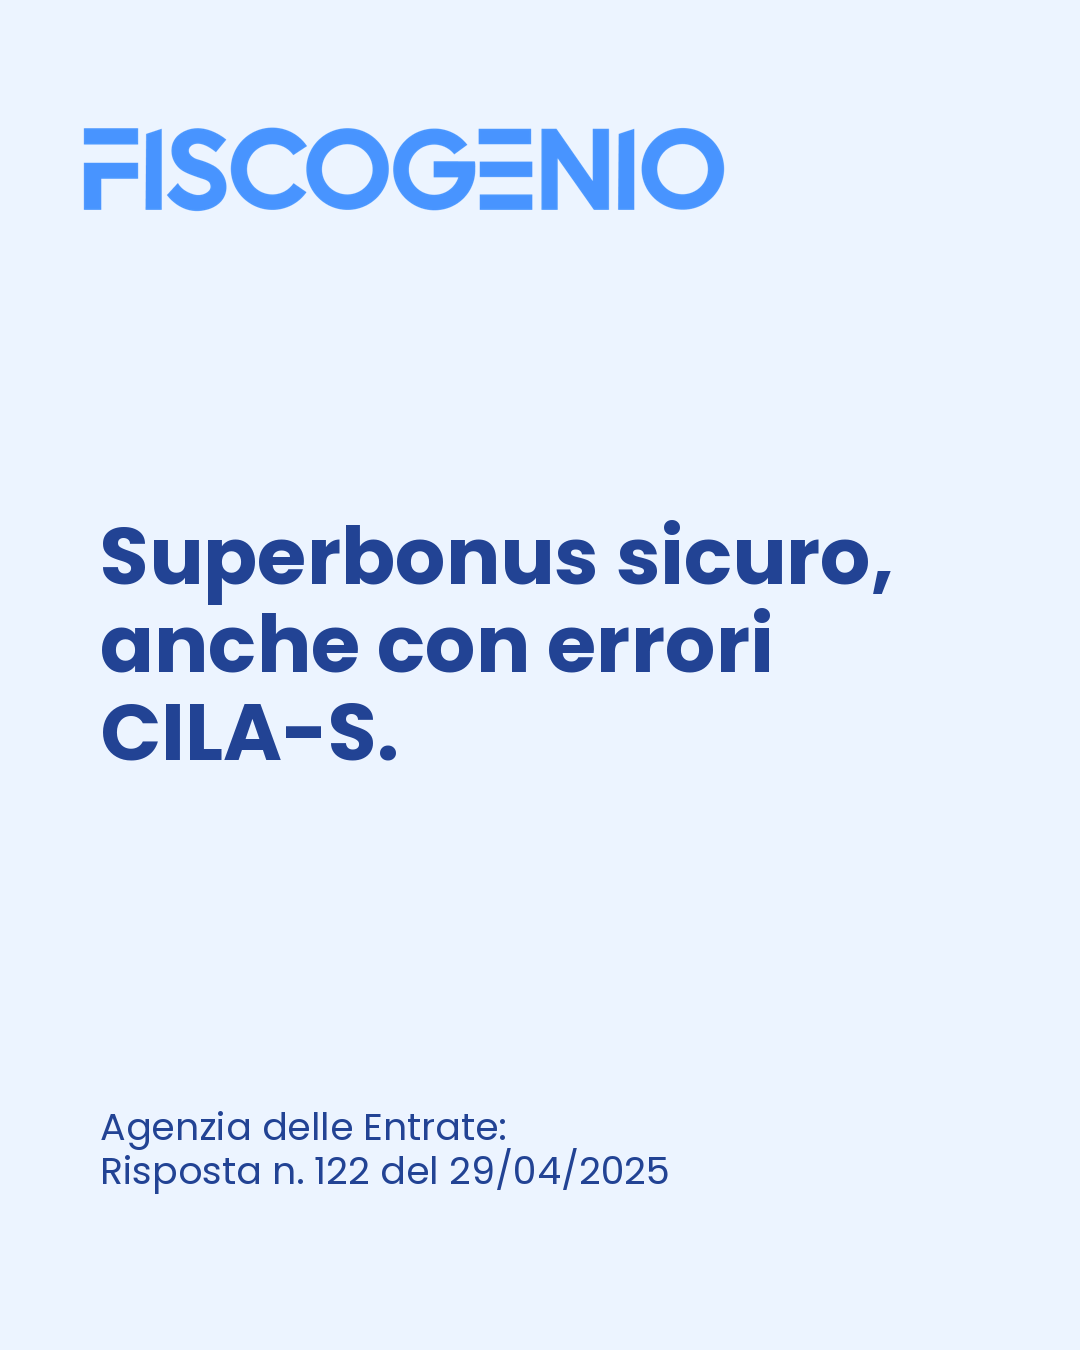 FISCOGENIO
Superbonus sicuro,
anche con errori
CILA-S.
Agenzia delle Entrate:
Risposta n. 122 del 29/04/2025